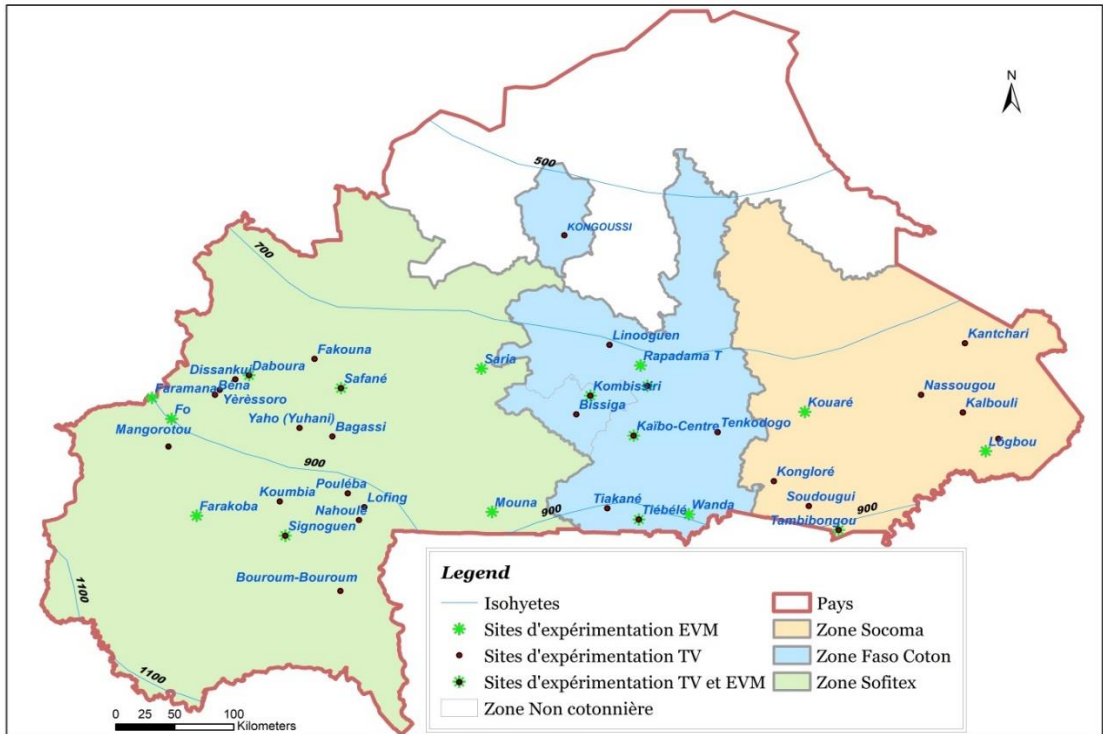 N
500
KONGOUSSI
700
Linooguen
Kantchari
Fakouna
Saria
Rapadama T
Dissankui
Daboura
Bena
Safané
Kombissiri
Nassougou
Faramana
Yèrèssoro
Bissiga
Kouaré
Kalbouli
Fo
Yaho (Yuhani)
Bagassi
Kaïbo-Centre
Tenkodogo
Mangorotou
Logbou
900
Kongloré
Pouléba
Koumbia
Lofing
Mouna
Tiakané
Wanda
Soudougui
Farakoba
Nahoulé
900
Tiébélé
900
Signoguen
Tambibongou
Bouroum-Bouroum
1100
1100
Legend
Isohyetes
Sites d'expérimentation EVM
Sites d'expérimentation TV
Sites d'expérimentation TV et EVM
Zone Non cotonnière
Pays
Zone Socoma
Zone Faso Coton
Zone Sofitex
0 25 50 100
Kilometers